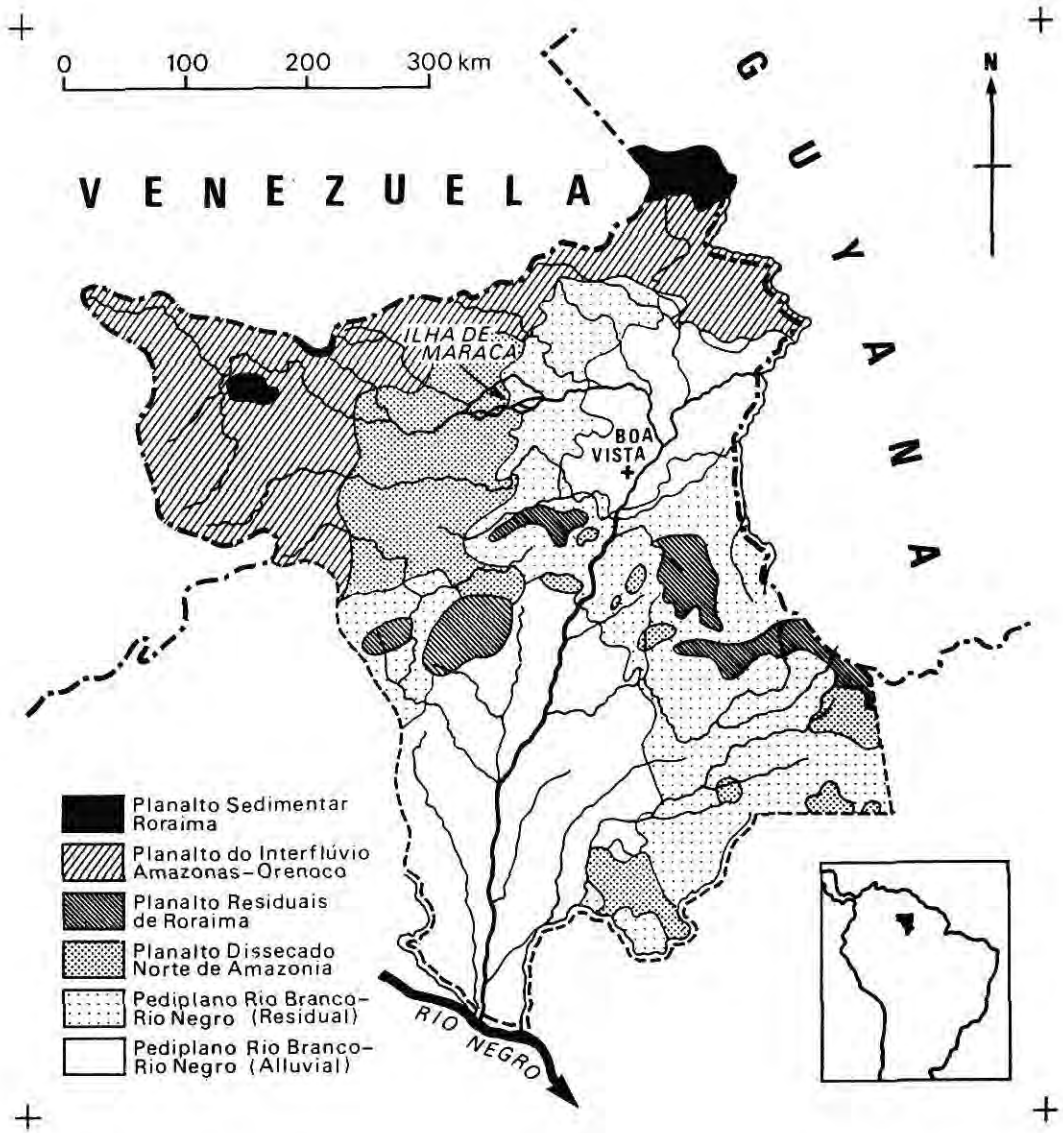 0 100 200 300 km
N
VENEZUELA
GUYANA
ILHA DE
MARACA
BOA
VISTA
Planalto Sedimentar
Roraima
Planalto do Interflúvio
Amazonas-Orenoco
Planalto Residuais
de Roraima
Planalto Dissecado
Norte de Amazonia
Pediplano Rio Branco-
Rio Negro (Residual)
Pediplano Rio Branco-
Rio Negro (Alluvial)
RIO NEGRO